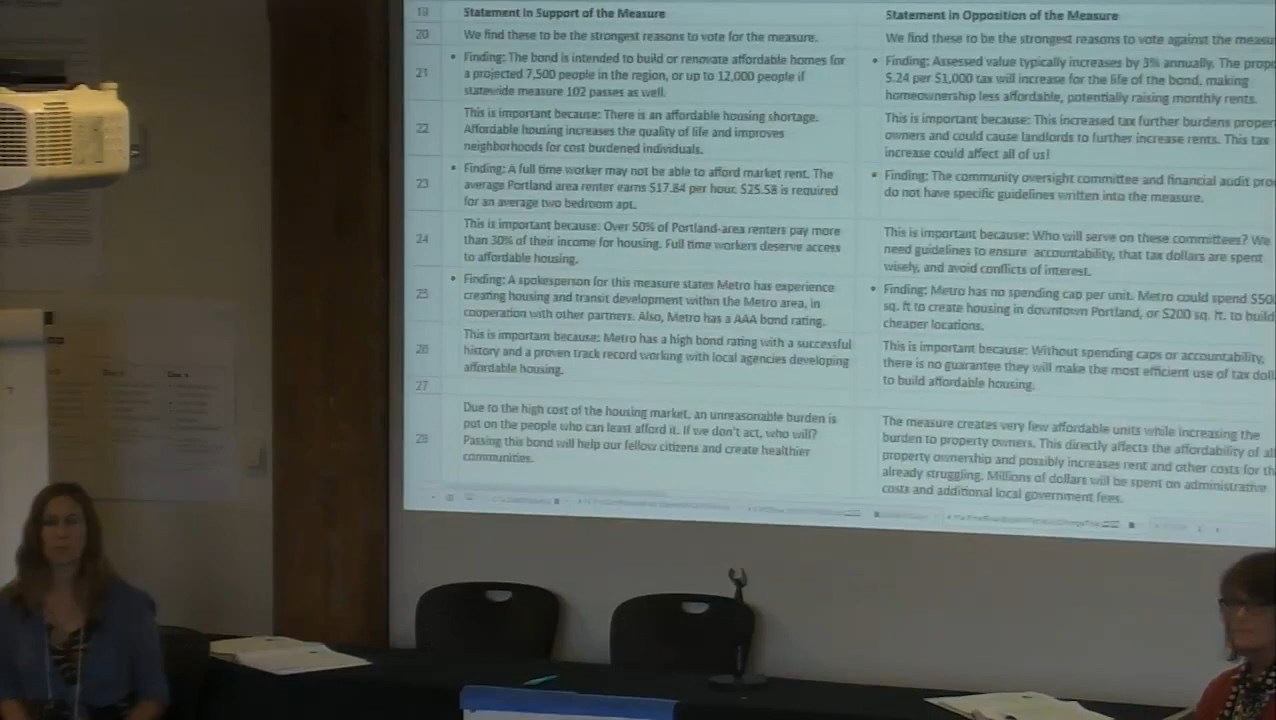 19
Statement in Support of the Measure
20
We find these to be the strongest reasons to vote for the measure.
21
• Finding: The bond is intended to build or renovate affordable homes for
a projected 7,500 people in the region, or up to 12,000 people if
statewide measure 102 passes as well.
22
This is important because: There is an affordable housing shortage.
Affordable housing increases the quality of life and improves
neighborhoods for cost burdened individuals.
23
• Finding: A full time worker may not be able to afford market rent. The
average Portland area renter earns $17.84 per hour. $25.58 is required
for an average two bedroom apt.
24
This is important because: Over 50% of Portland-area renters pay more
than 30% of their income for housing. Full time workers deserve access
to affordable housing.
25
• Finding: A spokesperson for this measure states Metro has experience
creating housing and transit development within the Metro area, in
cooperation with other partners. Also, Metro has a AAA bond rating.
26
This is important because: Metro has a high bond rating with a successful
history and a proven track record working with local agencies developing
affordable housing.
27
28
Due to the high cost of the housing market, an unreasonable burden is
put on the people who can least afford it. If we don't act, who will?
Passing this bond will help our fellow citizens and create healthier
communities.
Statement in Opposition of the Measure
We find these to be the strongest reasons to vote against the measu
• Finding: Assessed value typically increases by 3% annually. The prop
$.24 per $1,000 tax will increase for the life of the bond, making
homeownership less affordable, potentially raising monthly rents.
This is important because: This increased tax further burdens proper
owners and could cause landlords to further increase rents. This tax
increase could affect all of us!
• Finding: The community oversight committee and financial audit pro
do not have specific guidelines written into the measure.
This is important because: Who will serve on these committees? We
need guidelines to ensure accountability, that tax dollars are spent
wisely, and avoid conflicts of interest.
• Finding: Metro has no spending cap per unit. Metro could spend $50
sq. ft to create housing in downtown Portland, or $200 sq. ft. to build
cheaper locations.
This is important because: Without spending caps or accountability,
there is no guarantee they will make the most efficient use of tax doll
to build affordable housing.
The measure creates very few affordable units while increasing the
burden to property owners. This directly affects the affordability of al
property ownership and possibly increases rent and other costs for th
already struggling. Millions of dollars will be spent on administrative
costs and additional local government fees.